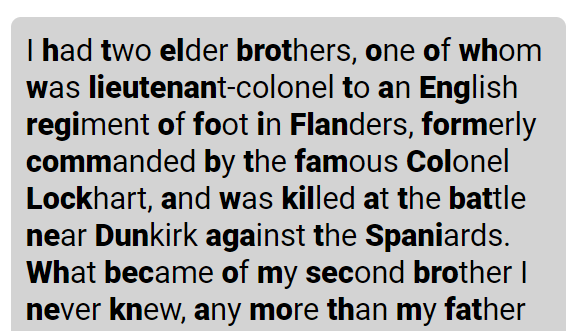 I had two elder brothers, one of whom
was lieutenant-colonel to an English
regiment of foot in Flanders, formerly
commanded by the famous Colonel
Lockhart, and was killed at the battle
near Dunkirk against the Spaniards.
What became of my second brother I
never knew, any more than my father